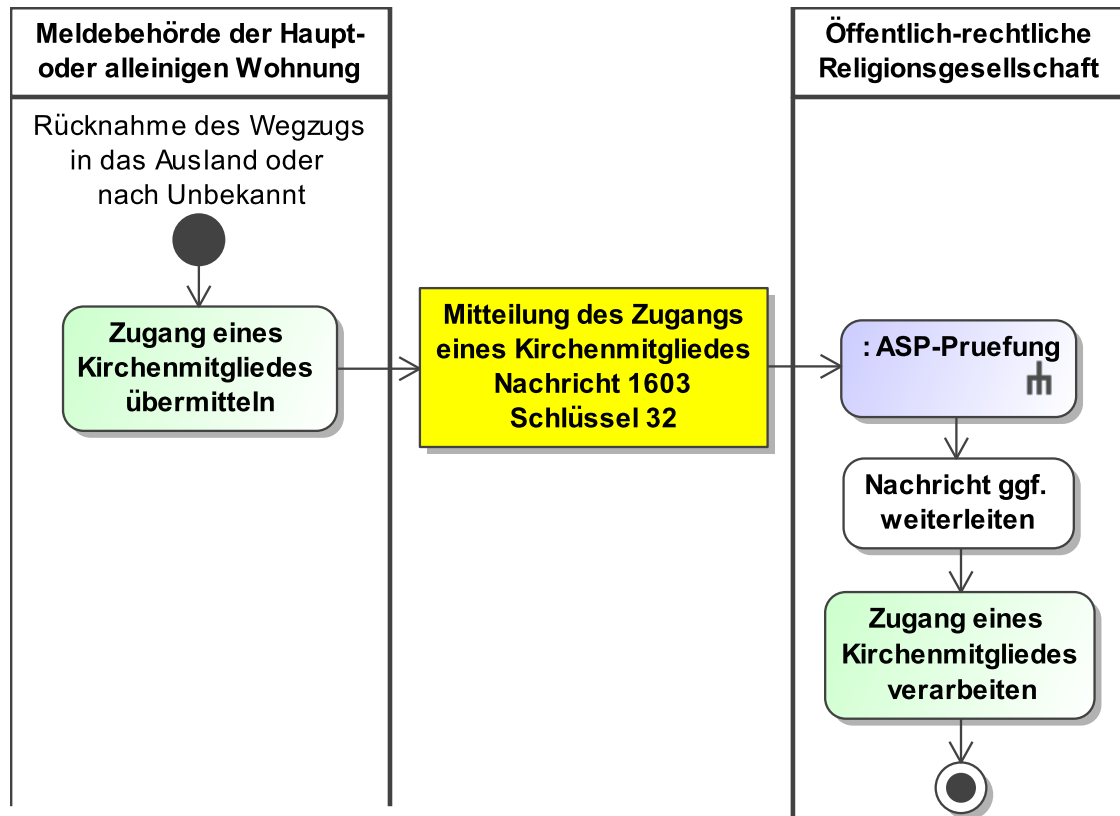 Meldebehörde der Haupt-
oder alleinigen Wohnung
Öffentlich-rechtliche
Religionsgesellschaft
Rücknahme des Wegzugs
in das Ausland oder
nach Unbekannt
Zugang eines
Kirchenmitgliedes
übermitteln
Mitteilung des Zugangs
eines Kirchenmitgliedes
Nachricht 1603
Schlüssel 32
: ASP-Pruefung
Nachricht ggf.
weiterleiten
Zugang eines
Kirchenmitgliedes
verarbeiten